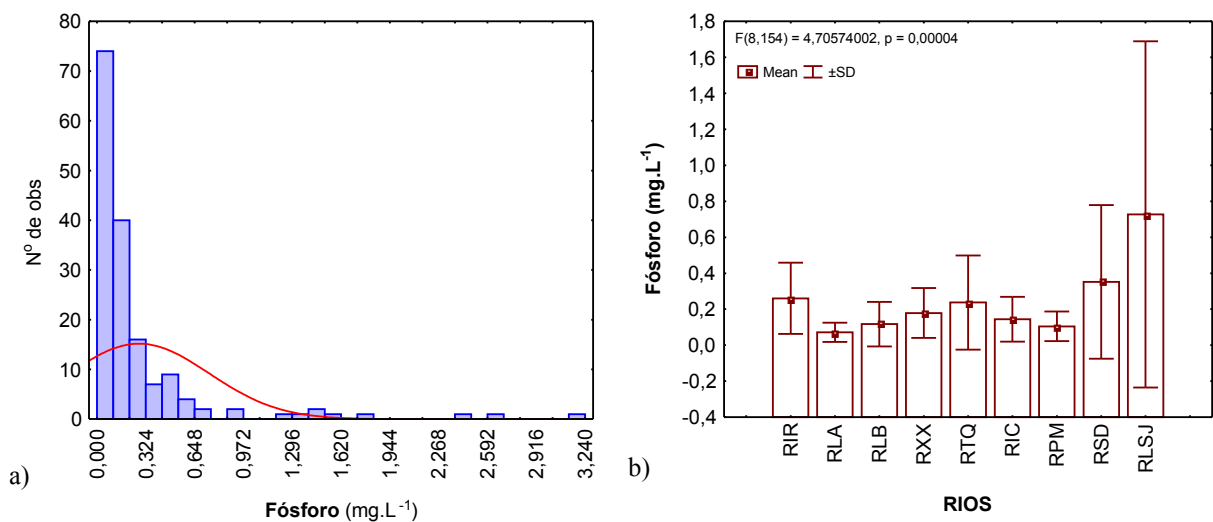 80
70
60
50
40
30
20
10
0
Nº de obs
0,000
0,324
0,648
0,972
1,296
1,620
1,944
2,268
2,592
2,916
3,240
Fósforo (mg.L⁻¹)
a)
F(8,154) = 4,70574002, p = 0,00004
Mean ±SD
1,8
1,6
1,4
1,2
1,0
0,8
0,6
0,4
0,2
0,0
-0,2
-0,4
Fósforo (mg.L⁻¹)
RIR
RLA
RLB
RXX
RTQ
RIC
RPM
RSD
RLSJ
RIOS
b)